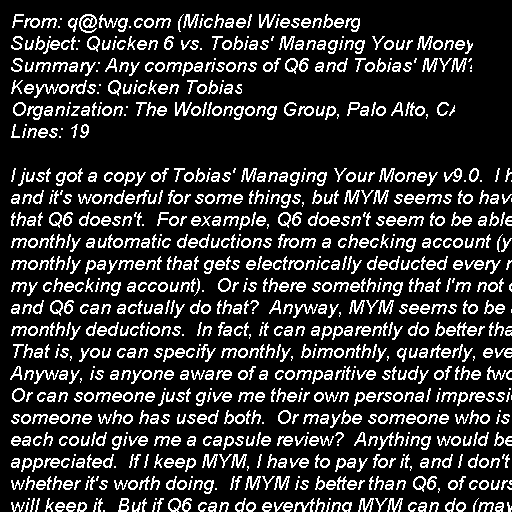 From: q@twg.com (Michael Wiesenberg
Subject: Quicken 6 vs. Tobias' Managing Your Money
Summary: Any comparisons of Q6 and Tobias' MYM?
Keywords: Quicken Tobias
Organization: The Wollongong Group, Palo Alto, CA
Lines: 19

I just got a copy of Tobias' Managing Your Money v9.0.  I h
and it's wonderful for some things, but MYM seems to hav
that Q6 doesn't.  For example, Q6 doesn't seem to be able
monthly automatic deductions from a checking account (y
monthly payment that gets electronically deducted every
my checking account).  Or is there something that I'm not
and Q6 can actually do that?  Anyway, MYM seems to be
monthly deductions.  In fact, it can apparently do better tha
That is, you can specify monthly, bimonthly, quarterly, eve
Anyway, is anyone aware of a comparitive study of the two
Or can someone just give me their own personal impressi
someone who has used both.  Or maybe someone who is
each could give me a capsule review?  Anything would be
appreciated.  If I keep MYM, I have to pay for it, and I don't
whether it's worth doing.  If MYM is better than Q6, of cours
will keep it.  But if Q6 can do everything MYM can do (may